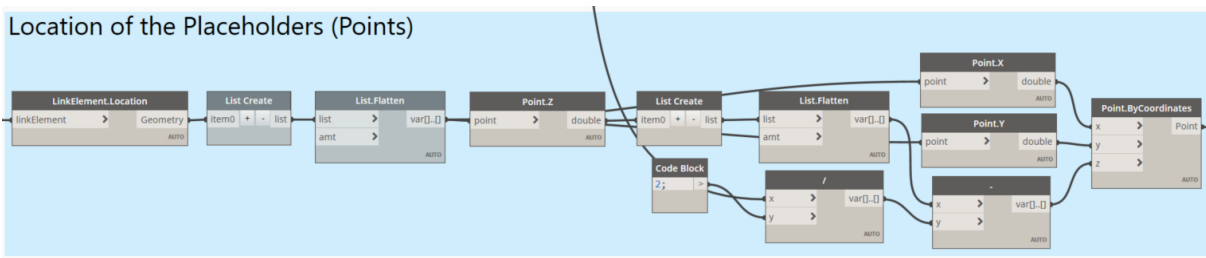 Location of the Placeholders (Points)
LinkElement.Location
linkElement > Geometry
AUTO
List Create
item0 + - list
List.Flatten
list > var[]..[]
amt >
AUTO
Point.Z
point > double
AUTO
List Create
item0 + - list
List.Flatten
list > var[]..[]
amt >
AUTO
Point.X
point > double
AUTO
Point.Y
point > double
AUTO
Code Block
2; >
/
x > var[]..[]
y >
AUTO
-
x > var[]..[]
y >
AUTO
Point.ByCoordinates
x > Point
y >
z >
AUTO